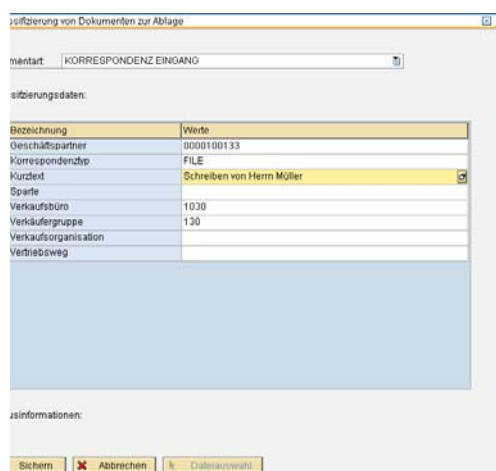 ssifizierung von Dokumenten zur Ablage
mentart: KORRESPONDENZ EINGANG
sifizierungsdaten:
Bezeichnung Werte
Geschäftspartner 0000100133
Korrespondenztyp FILE
Kurztext Schreiben von Herrn Müller
Sparte
Verkaufsbüro 1030
Verkäufergruppe 130
Verkaufsorganisation
Vertriebsweg
usinformationen:
Sichern Abbrechen Dateiauswahl